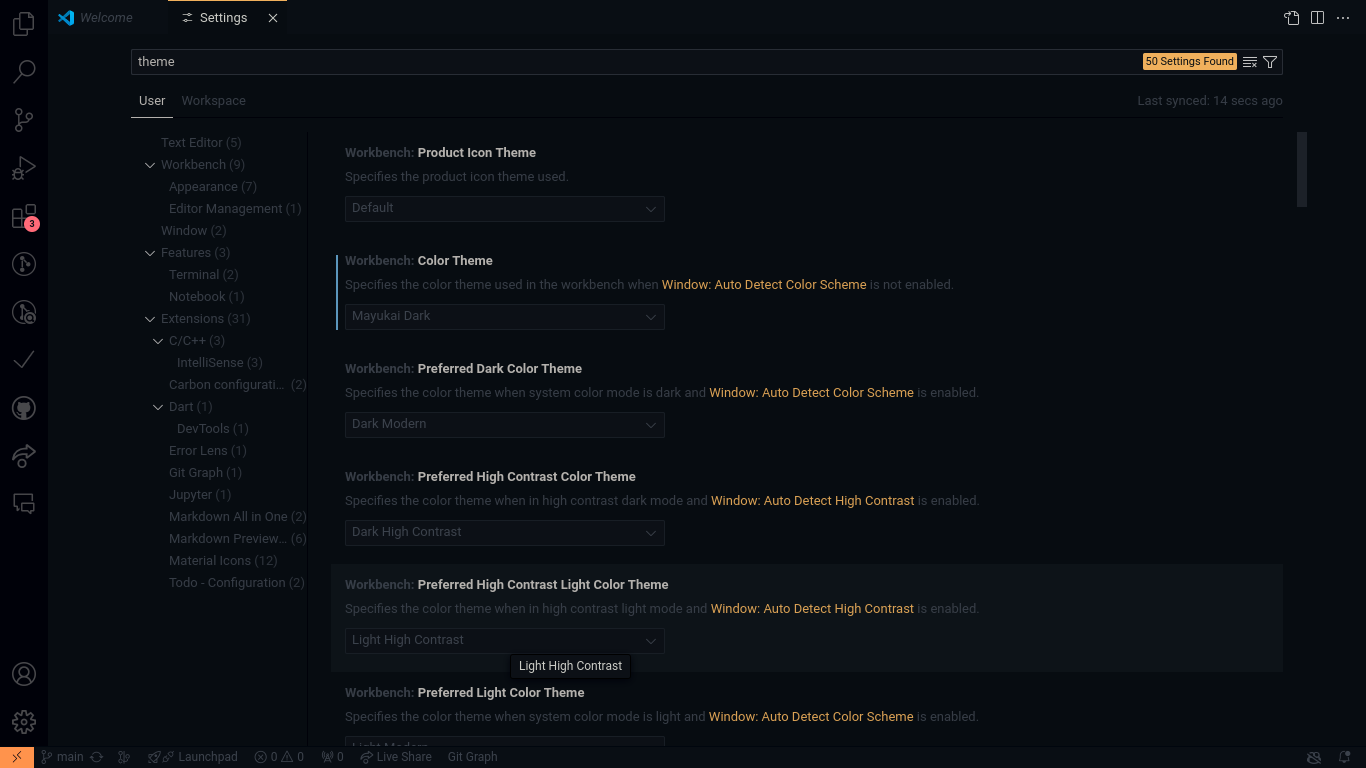 Welcome
Settings
theme
50 Settings Found
User
Workspace
Last synced: 14 secs ago
Text Editor (5)
Workbench (9)
Appearance (7)
Editor Management (1)
Window (2)
Features (3)
Terminal (2)
Notebook (1)
Extensions (31)
C/C++ (3)
IntelliSense (3)
Carbon configurati... (2)
Dart (1)
DevTools (1)
Error Lens (1)
Git Graph (1)
Jupyter (1)
Markdown All in One (2)
Markdown Preview... (6)
Material Icons (12)
Todo - Configuration (2)
3
Workbench: Product Icon Theme
Specifies the product icon theme used.
Default
Workbench: Color Theme
Specifies the color theme used in the workbench when Window: Auto Detect Color Scheme is not enabled.
Mayukai Dark
Workbench: Preferred Dark Color Theme
Specifies the color theme when system color mode is dark and Window: Auto Detect Color Scheme is enabled.
Dark Modern
Workbench: Preferred High Contrast Color Theme
Specifies the color theme when in high contrast dark mode and Window: Auto Detect High Contrast is enabled.
Dark High Contrast
Workbench: Preferred High Contrast Light Color Theme
Specifies the color theme when in high contrast light mode and Window: Auto Detect High Contrast is enabled.
Light High Contrast
Light High Contrast
Workbench: Preferred Light Color Theme
Specifies the color theme when system color mode is light and Window: Auto Detect Color Scheme is enabled.
Light Modern
main
Launchpad
0
0
0
Live Share
Git Graph